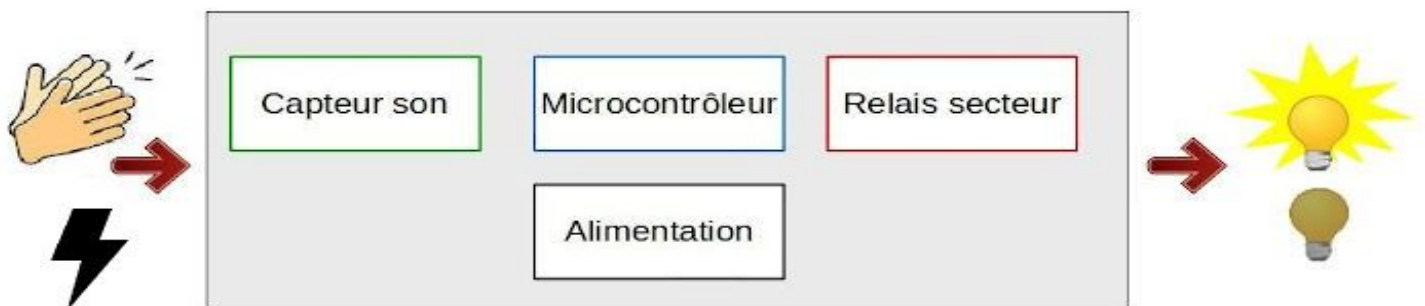 Capteur son
Microcontrôleur
Relais secteur
Alimentation